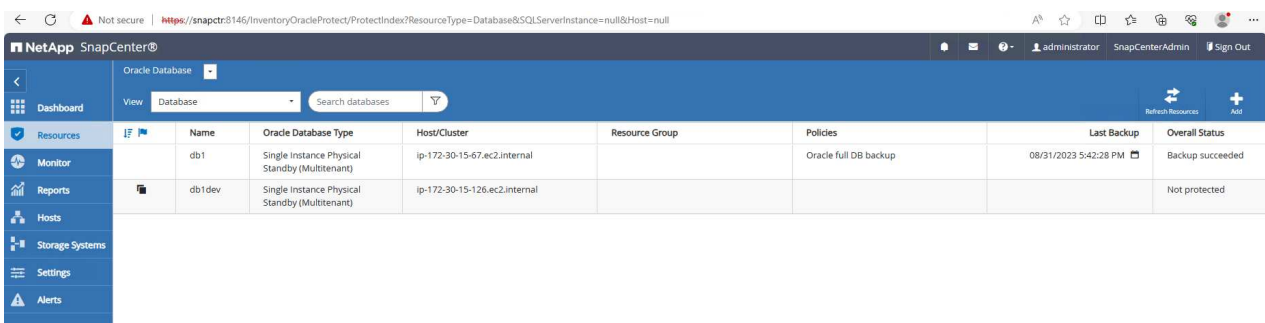 Not secure | https://snapctr:8146/InventoryOracleProtect/ProtectIndex?ResourceType=Database&SQLServerInstance=null&Host=null
NetApp SnapCenter® administrator SnapCenterAdmin Sign Out
Oracle Database
Dashboard View Database Search databases Refresh Resources Add
Resources Name Oracle Database Type Host/Cluster Resource Group Policies Last Backup Overall Status
db1 Single Instance Physical ip-172-30-15-67.ec2.internal Oracle full DB backup 08/31/2023 5:42:28 PM Backup succeeded
Standby (Multitenant)
Monitor
Reports db1dev Single Instance Physical ip-172-30-15-126.ec2.internal Not protected
Standby (Multitenant)
Hosts
Storage Systems
Settings
Alerts